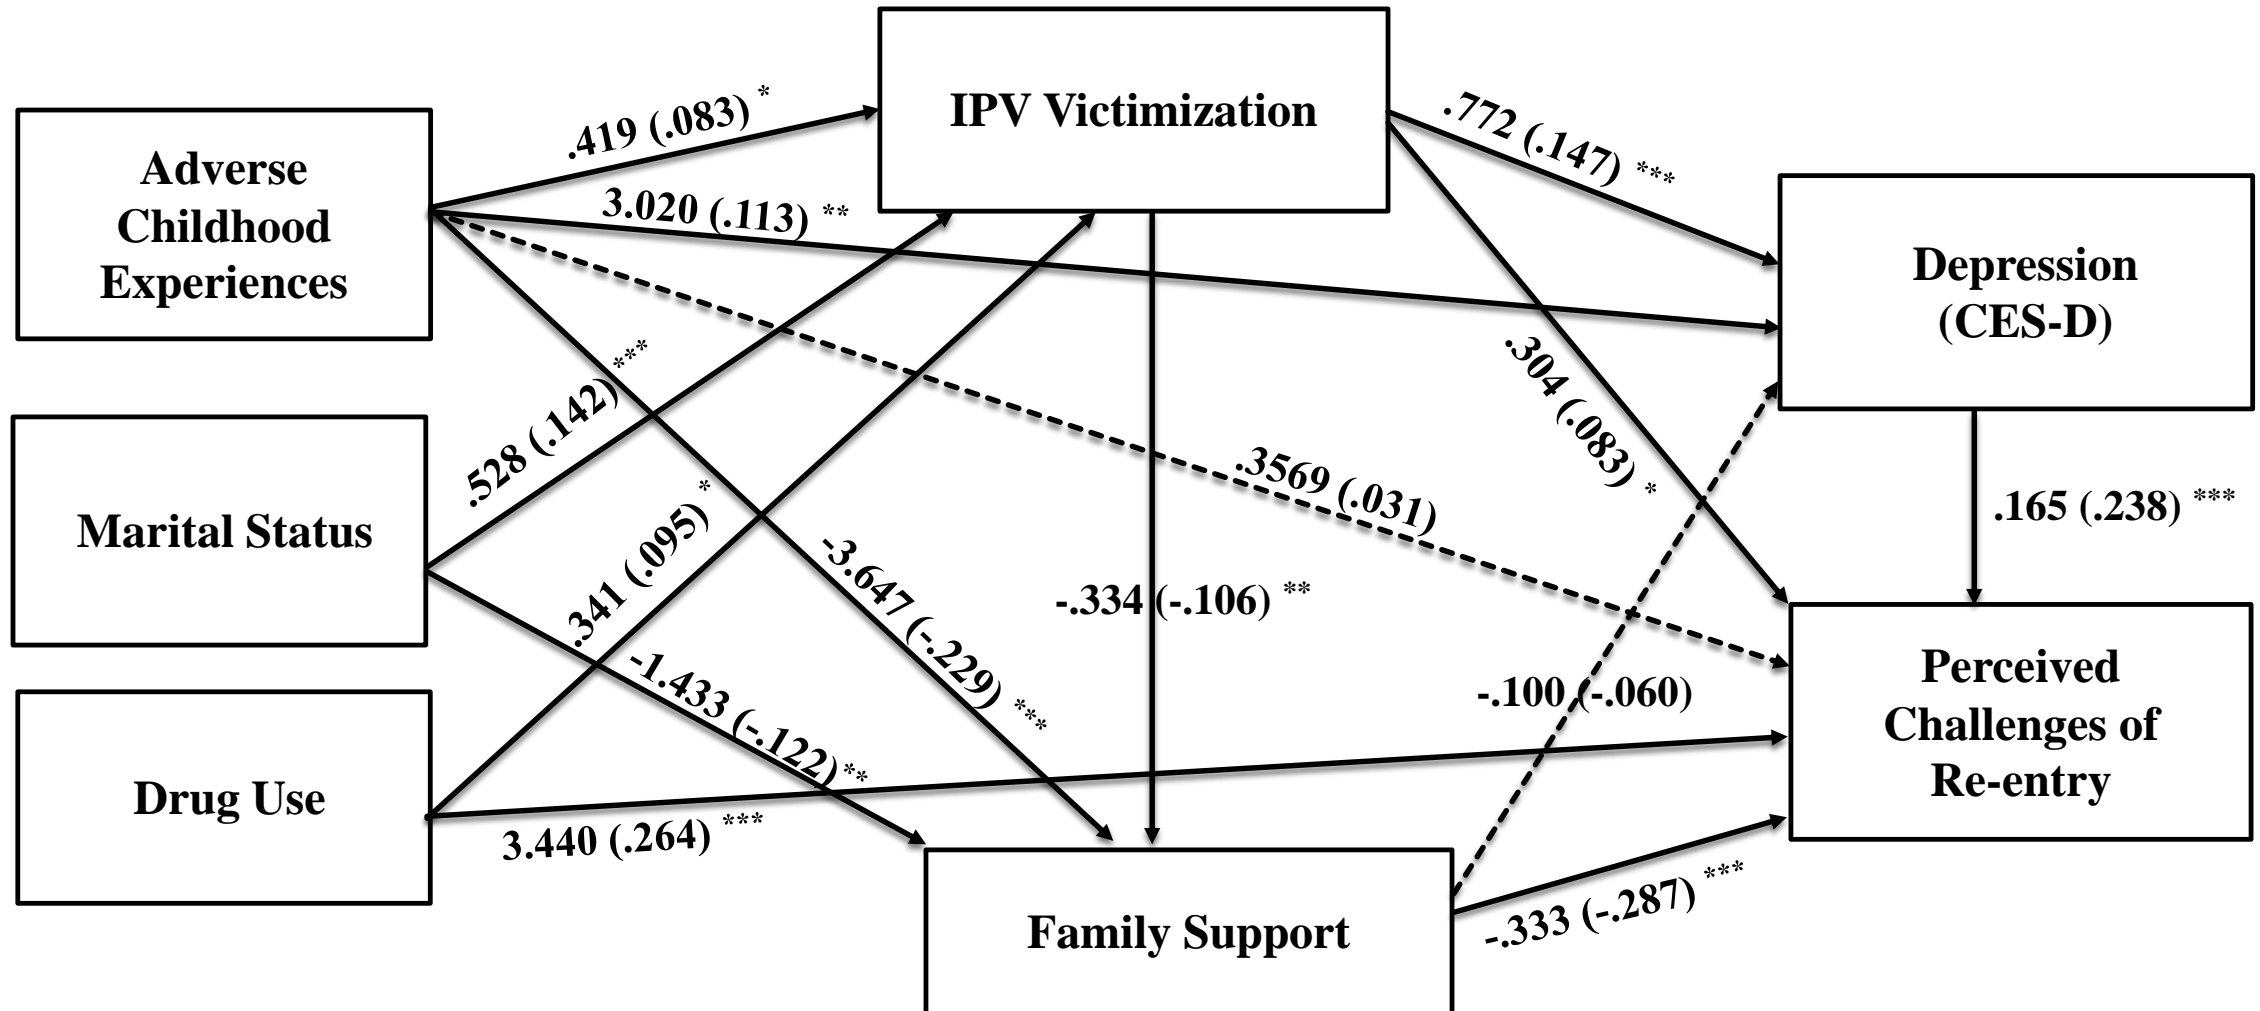 IPV Victimization
Adverse
Childhood
Experiences
Marital Status
Drug Use
Family Support
Depression
(CES-D)
Perceived
Challenges of
Re-entry
.419 (.083) *
3.020 (.113) **
.772 (.147) ***
.304 (.083) *
.528 (.142) ***
.341 (.095) *
-3.647 (-.229) ***
-1.433 (-.122) **
.3569 (.031)
-.334 (-.106) **
.165 (.238) ***
-.100 (-.060)
3.440 (.264) ***
-.333 (-.287) ***